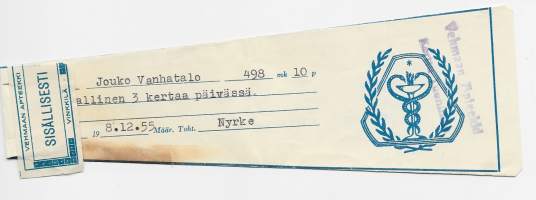 VEHMAAN APTEEKKI
SISÄLLISESTI
VINKKILÄ
Jouko Vanhatalo 498 mk 10 p
allinen 3 kertaa päivässä.
19 8.12.55 Määr. Toht. Nyrke
Vehmaan Apteekki